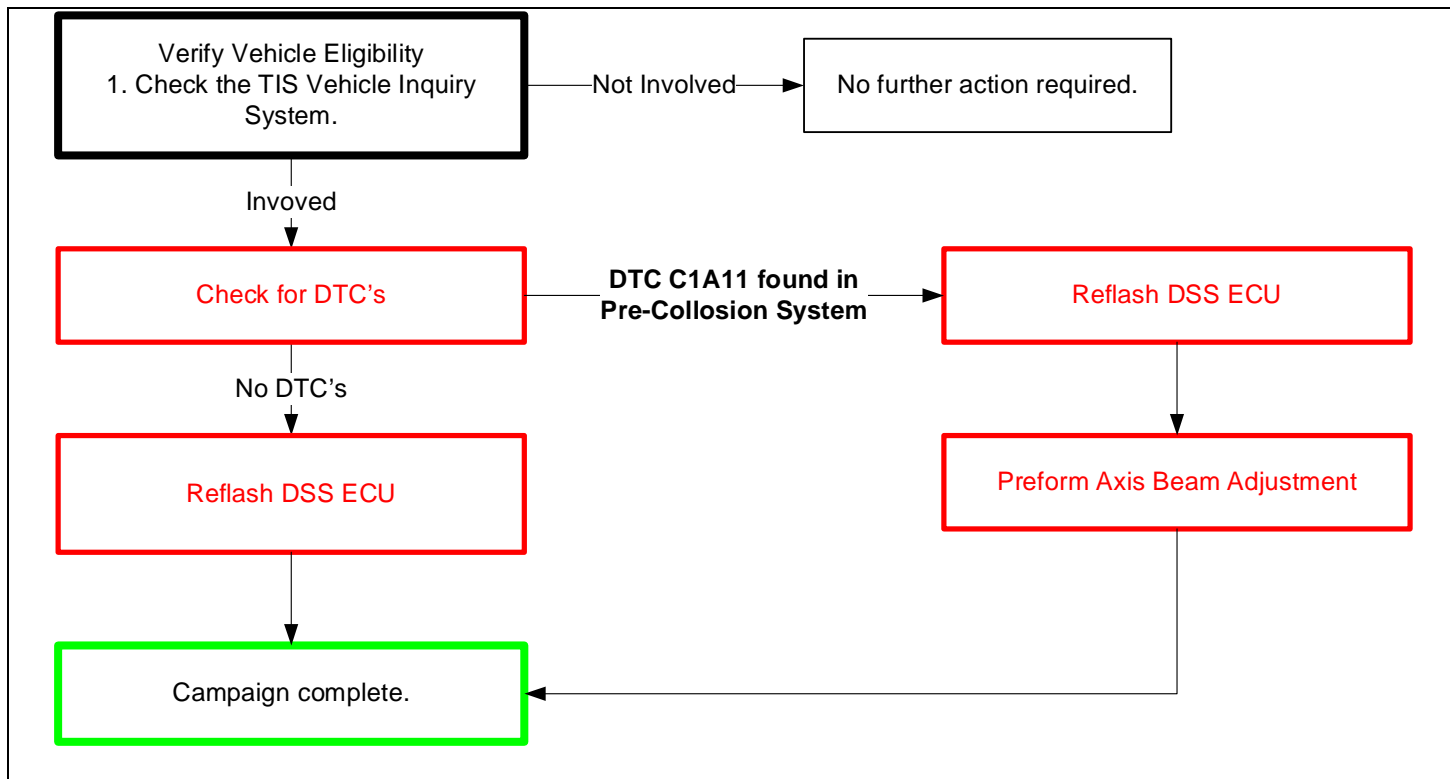 Verify Vehicle Eligibility
1. Check the TIS Vehicle Inquiry
System.
Not Involved
No further action required.
Invoved
Check for DTC's
DTC C1A11 found in
Pre-Collosion System
Reflash DSS ECU
No DTC's
Reflash DSS ECU
Preform Axis Beam Adjustment
Campaign complete.